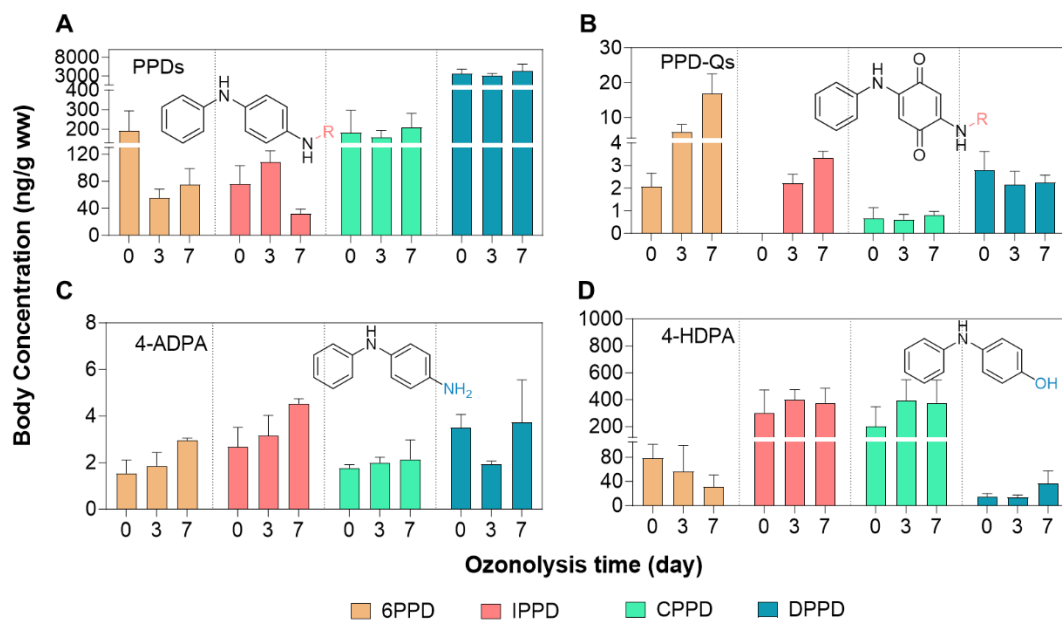 A
B
Body Concentration (ng/g ww)
8000
3000
400
300
200
120
80
40
0
PPDs
H
N
N
H
R
0 3 7 0 3 7 0 3 7 0 3 7
30
20
10
4
4
3
2
1
0
PPD-Qs
O
H
N
N
H
R
O
0 3 7 0 3 7 0 3 7 0 3 7
C
D
8
6
4
2
0
4-ADPA
H
N
NH2
0 3 7 0 3 7 0 3 7 0 3 7
1000
800
600
400
200
80
40
0
4-HDPA
H
N
OH
0 3 7 0 3 7 0 3 7 0 3 7
Ozonolysis time (day)
6PPD IPPD CPPD DPPD